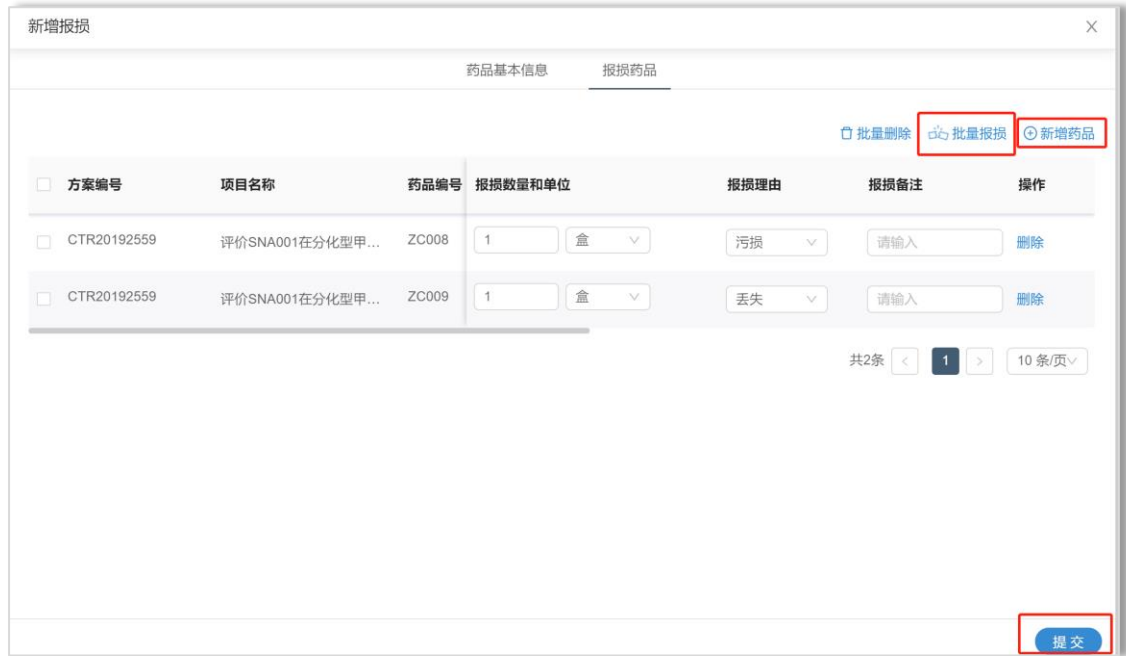 新增报损
药品基本信息 报损药品
批量删除 批量报损 新增药品
方案编号 项目名称 药品编号 报损数量和单位 报损理由 报损备注 操作
CTR20192559 评价SNA001在分化型甲... ZC008 1 盒 污损 请输入 删除
CTR20192559 评价SNA001在分化型甲... ZC009 1 盒 丢失 请输入 删除
共2条 < 1 > 10 条/页
提交